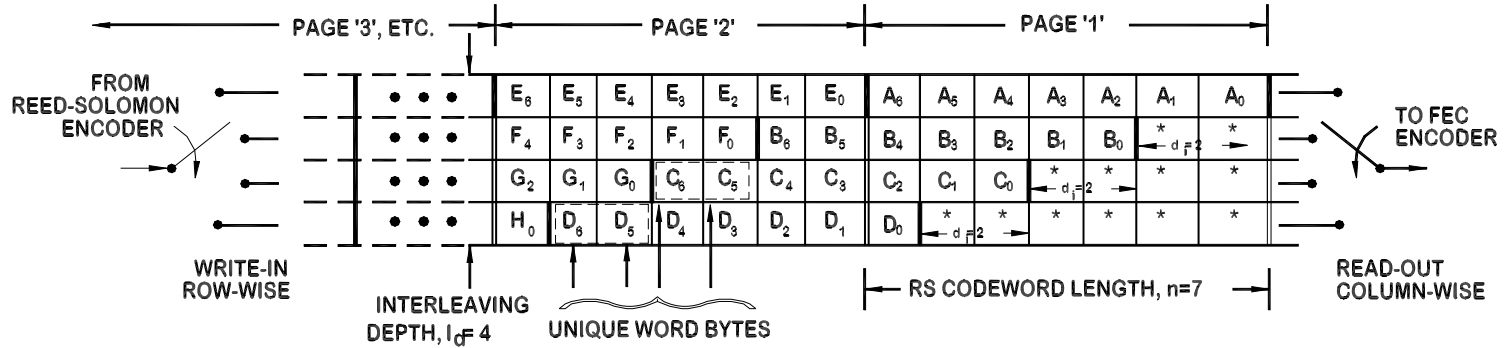 PAGE '3', ETC. PAGE '2' PAGE '1'
FROM
REED-SOLOMON
ENCODER
E6 E5 E4 E3 E2 E1 E0 A6 A5 A4 A3 A2 A1 A0
F4 F3 F2 F1 F0 B6 B5 B4 B3 B2 B1 B0 * di=2 *
G2 G1 G0 C6 C5 C4 C3 C2 C1 C0 * di=2 * * *
H0 D6 D5 D4 D3 D2 D1 D0 * di=2 * * * * *
TO FEC
ENCODER
WRITE-IN
ROW-WISE
INTERLEAVING
DEPTH, Id=4
UNIQUE WORD BYTES
RS CODEWORD LENGTH, n=7
READ-OUT
COLUMN-WISE